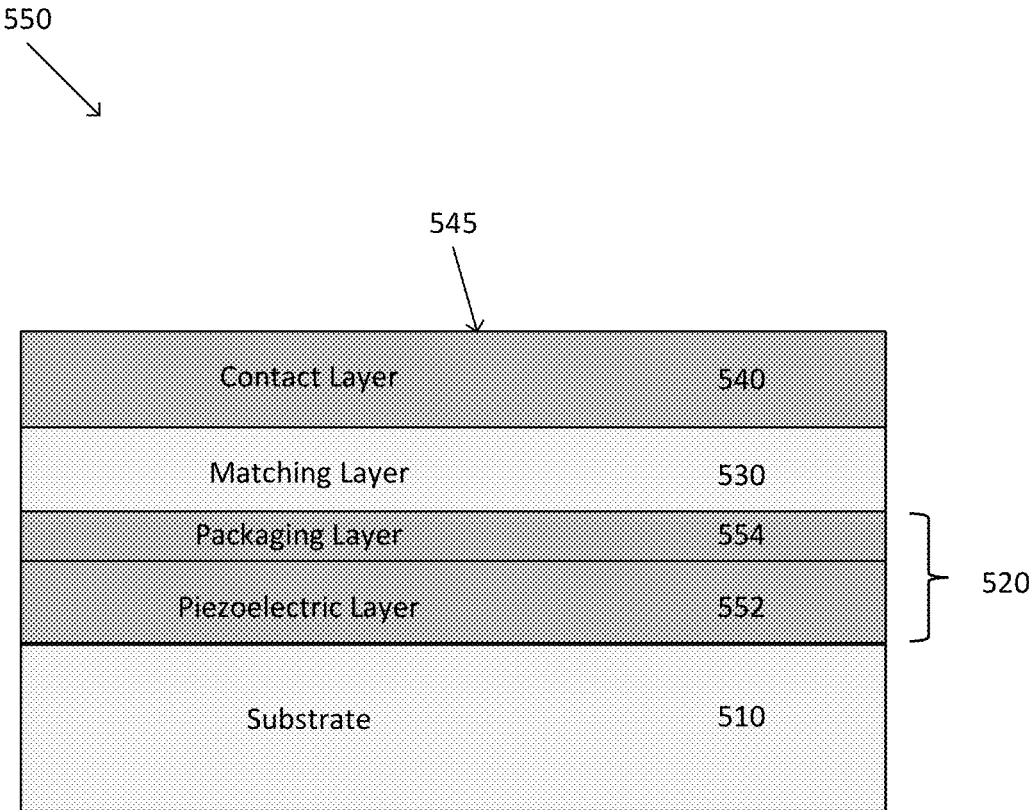 550
545
Contact Layer 540
Matching Layer 530
Packaging Layer 554
520
Piezoelectric Layer 552
Substrate 510